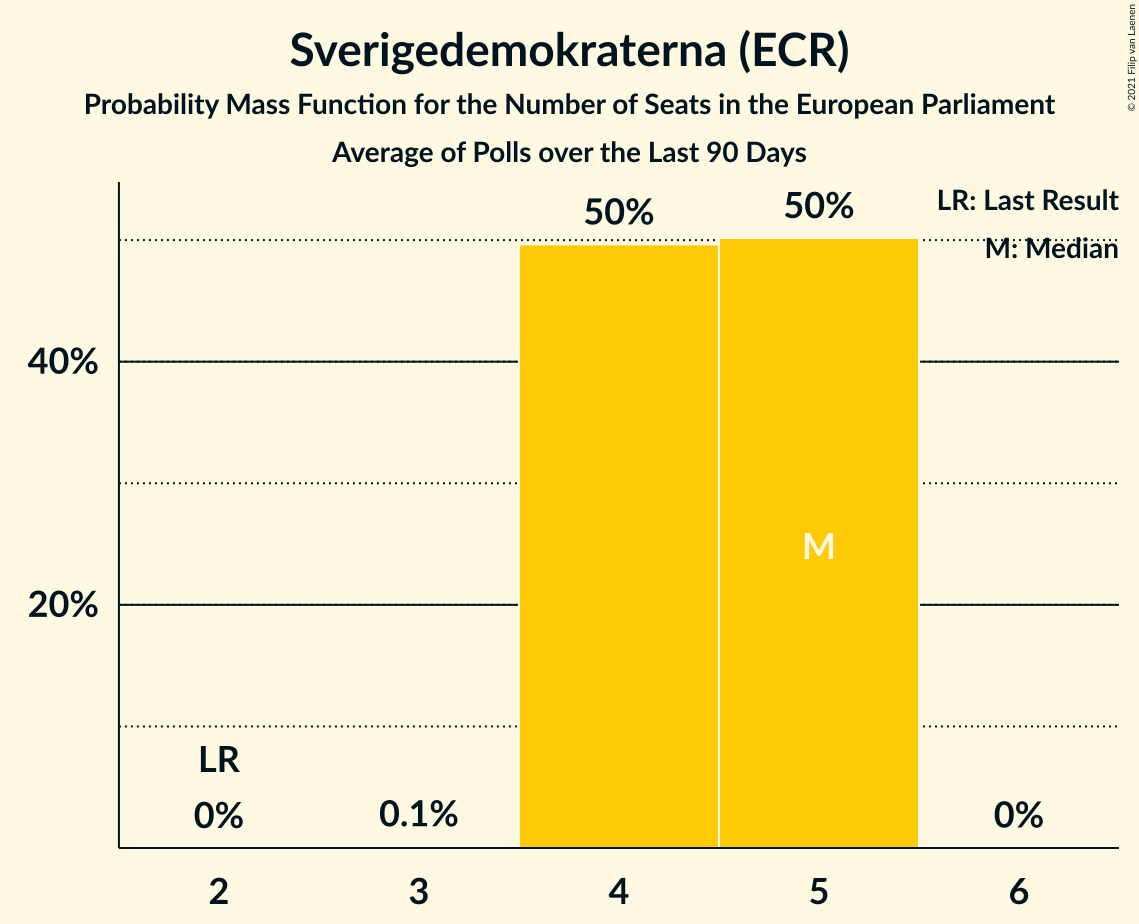 Sverigedemokraterna (ECR)
Probability Mass Function for the Number of Seats in the European Parliament
Average of Polls over the Last 90 Days
© 2021 Filip van Laenen
LR: Last Result
M: Median
50%
50%
40%
20%
M
LR
0%
0.1%
0%
2
3
4
5
6